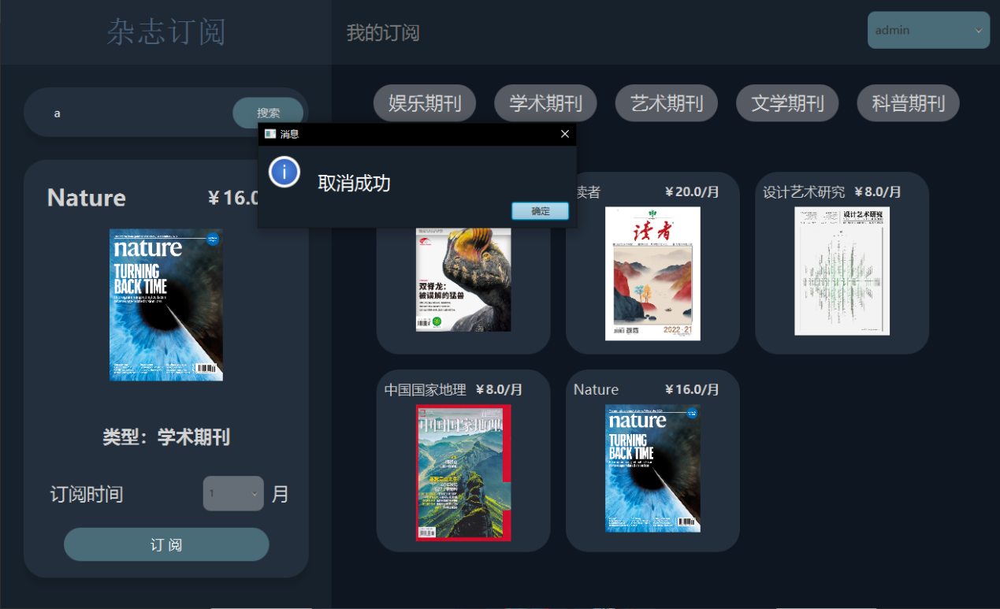 杂志订阅
我的订阅
admin
a
搜索
娱乐期刊
学术期刊
艺术期刊
文学期刊
科普期刊
消息
取消成功
确定
Nature
¥16.0
nature
TURNING
BACK TIME
类型：学术期刊
订阅时间
1
月
订 阅
双脊龙：
被误解的猛兽
读者
¥20.0/月
读者
2022·21
设计艺术研究
¥8.0/月
设计艺术研究
中国国家地理
¥8.0/月
中国国家地理
Nature
¥16.0/月
nature
TURNING
BACK TIME